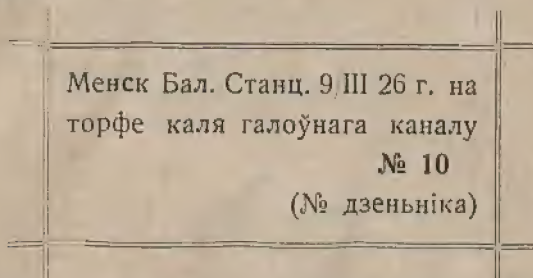 Менск Бал. Станц. 9 III 26 г. на
торфе каля галоўнага каналу
№ 10
(№ дзеньніка)